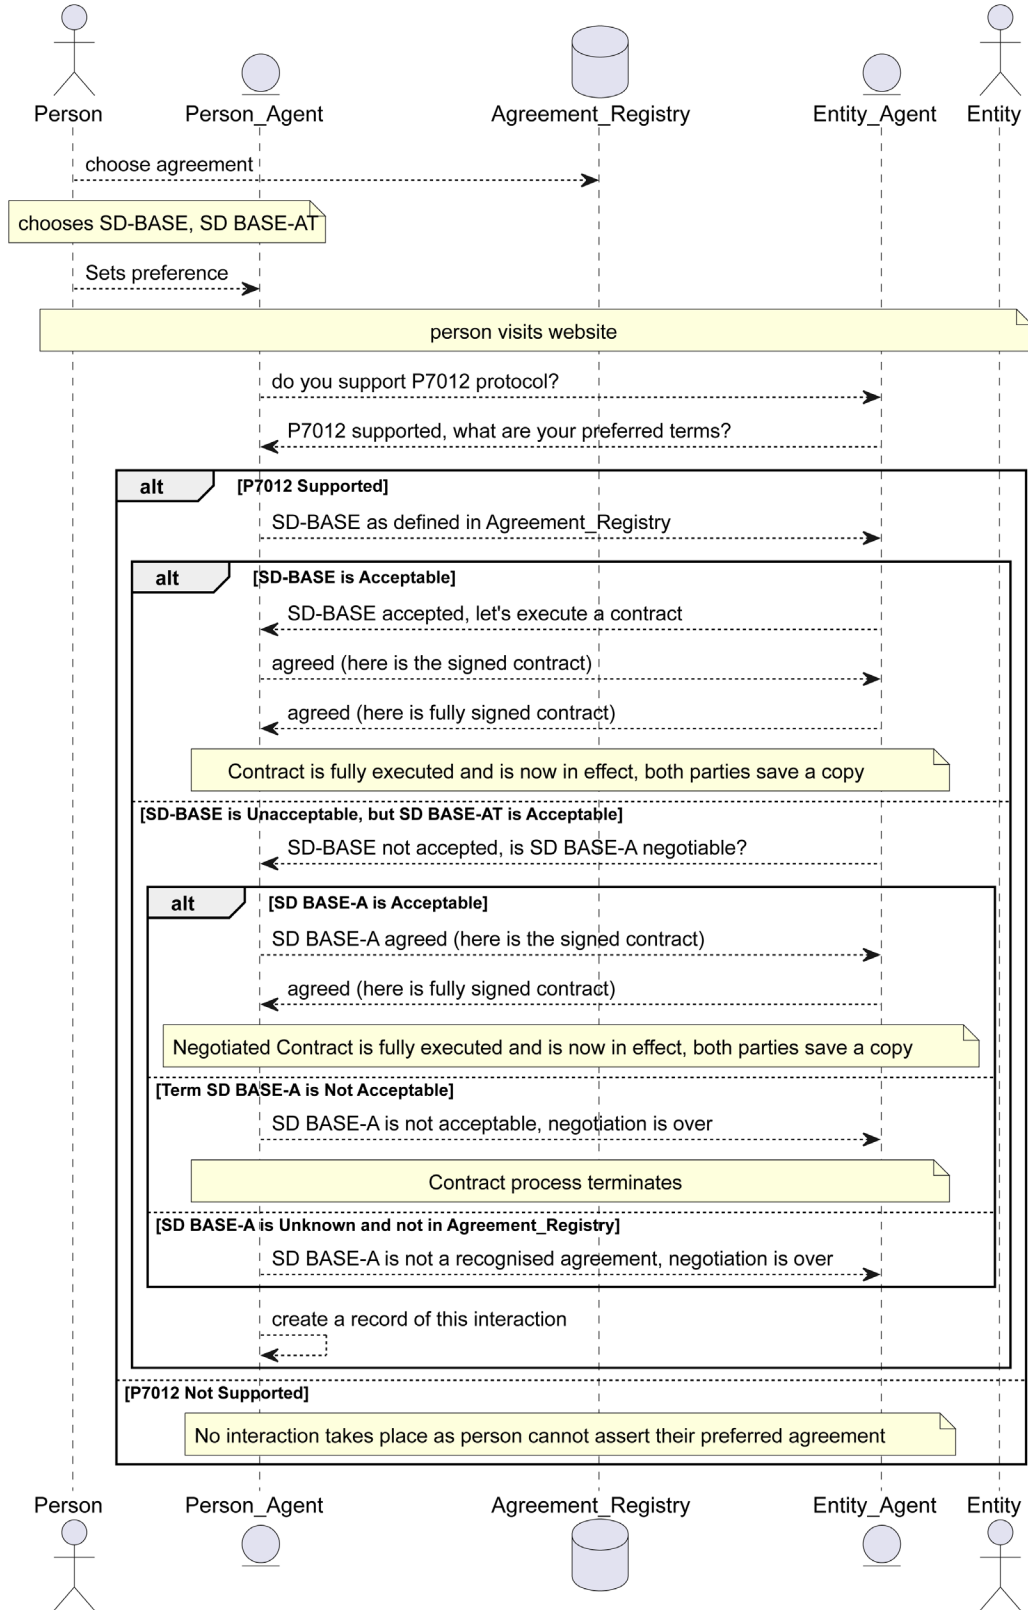 Person
Person_Agent
Agreement_Registry
Entity_Agent
Entity
choose agreement
chooses SD-BASE, SD BASE-AT
Sets preference
person visits website
do you support P7012 protocol?
P7012 supported, what are your preferred terms?
alt
[P7012 Supported]
SD-BASE as defined in Agreement_Registry
alt
[SD-BASE is Acceptable]
SD-BASE accepted, let's execute a contract
agreed (here is the signed contract)
agreed (here is fully signed contract)
Contract is fully executed and is now in effect, both parties save a copy
[SD-BASE is Unacceptable, but SD BASE-AT is Acceptable]
SD-BASE not accepted, is SD BASE-A negotiable?
alt
[SD BASE-A is Acceptable]
SD BASE-A agreed (here is the signed contract)
agreed (here is fully signed contract)
Negotiated Contract is fully executed and is now in effect, both parties save a copy
[Term SD BASE-A is Not Acceptable]
SD BASE-A is not acceptable, negotiation is over
Contract process terminates
[SD BASE-A is Unknown and not in Agreement_Registry]
SD BASE-A is not a recognised agreement, negotiation is over
create a record of this interaction
[P7012 Not Supported]
No interaction takes place as person cannot assert their preferred agreement
Person
Person_Agent
Agreement_Registry
Entity_Agent
Entity